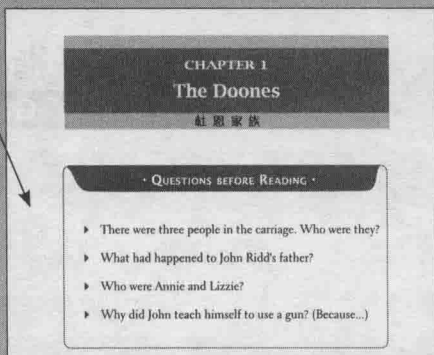 CHAPTER 1
The Doones
杜恩家族
· QUESTIONS BEFORE READING ·
There were three people in the carriage. Who were they?
What had happened to John Ridd's father?
Who were Annie and Lizzie?
Why did John teach himself to use a gun? (Because...)